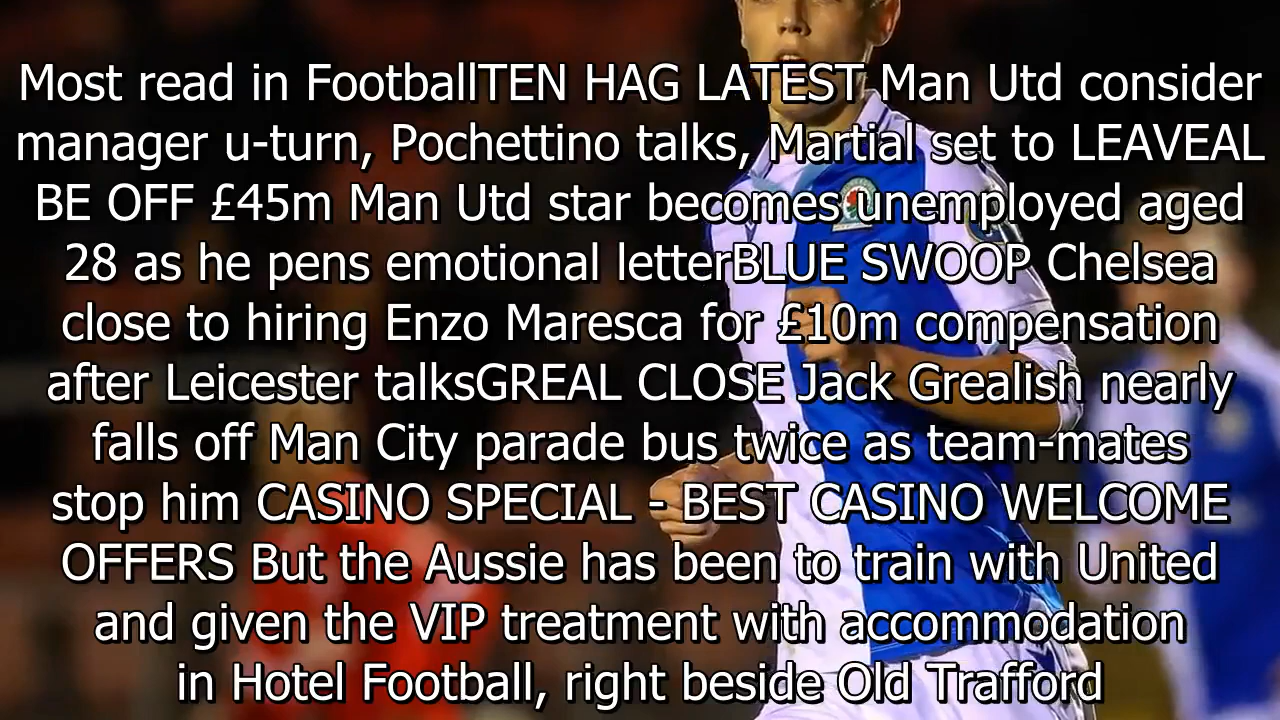 Most read in FootballTEN HAG LATEST Man Utd consider
manager u-turn, Pochettino talks, Martial set to LEAVEAL
BE OFF £45m Man Utd star becomes unemployed aged
28 as he pens emotional letterBLUE SWOOP Chelsea
close to hiring Enzo Maresca for £10m compensation
after Leicester talksGREAL CLOSE Jack Grealish nearly
falls off Man City parade bus twice as team-mates
stop him CASINO SPECIAL - BEST CASINO WELCOME
OFFERS But the Aussie has been to train with United
and given the VIP treatment with accommodation
in Hotel Football, right beside Old Trafford